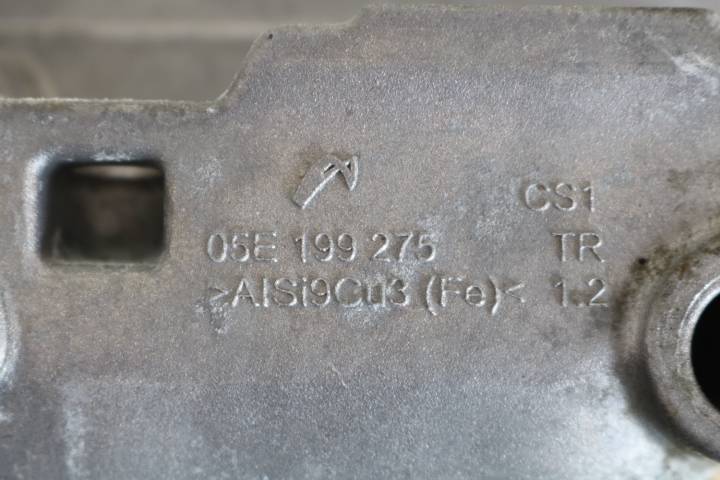 CS1
05E 199 275 TR
>AlSi9Cu3 (Fe)< 1.2